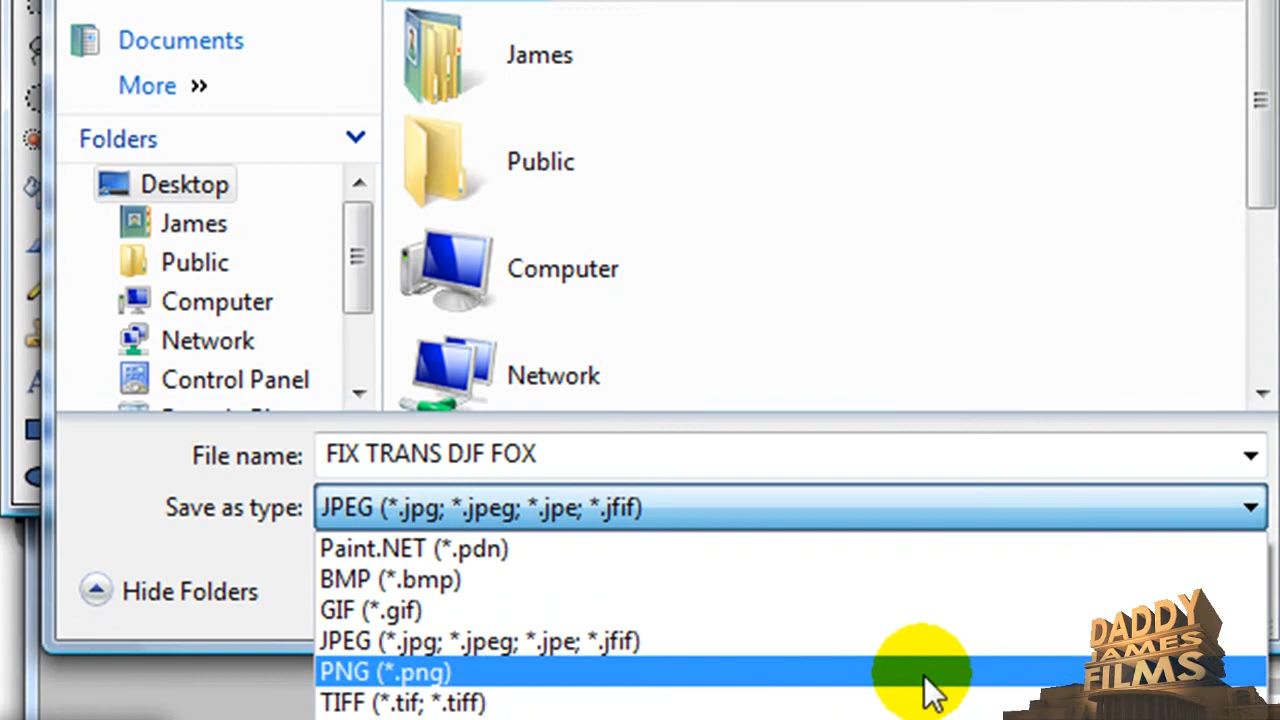 Documents
More »
Folders
Desktop
James
Public
Computer
Network
Control Panel
James
Public
Computer
Network
File name: FIX TRANS DJF FOX
Save as type: JPEG (*.jpg; *.jpeg; *.jpe; *.jfif)
Paint.NET (*.pdn)
BMP (*.bmp)
GIF (*.gif)
JPEG (*.jpg; *.jpeg; *.jpe; *.jfif)
PNG (*.png)
TIFF (*.tif; *.tiff)
Hide Folders
DADDY
JAMES
FILMS